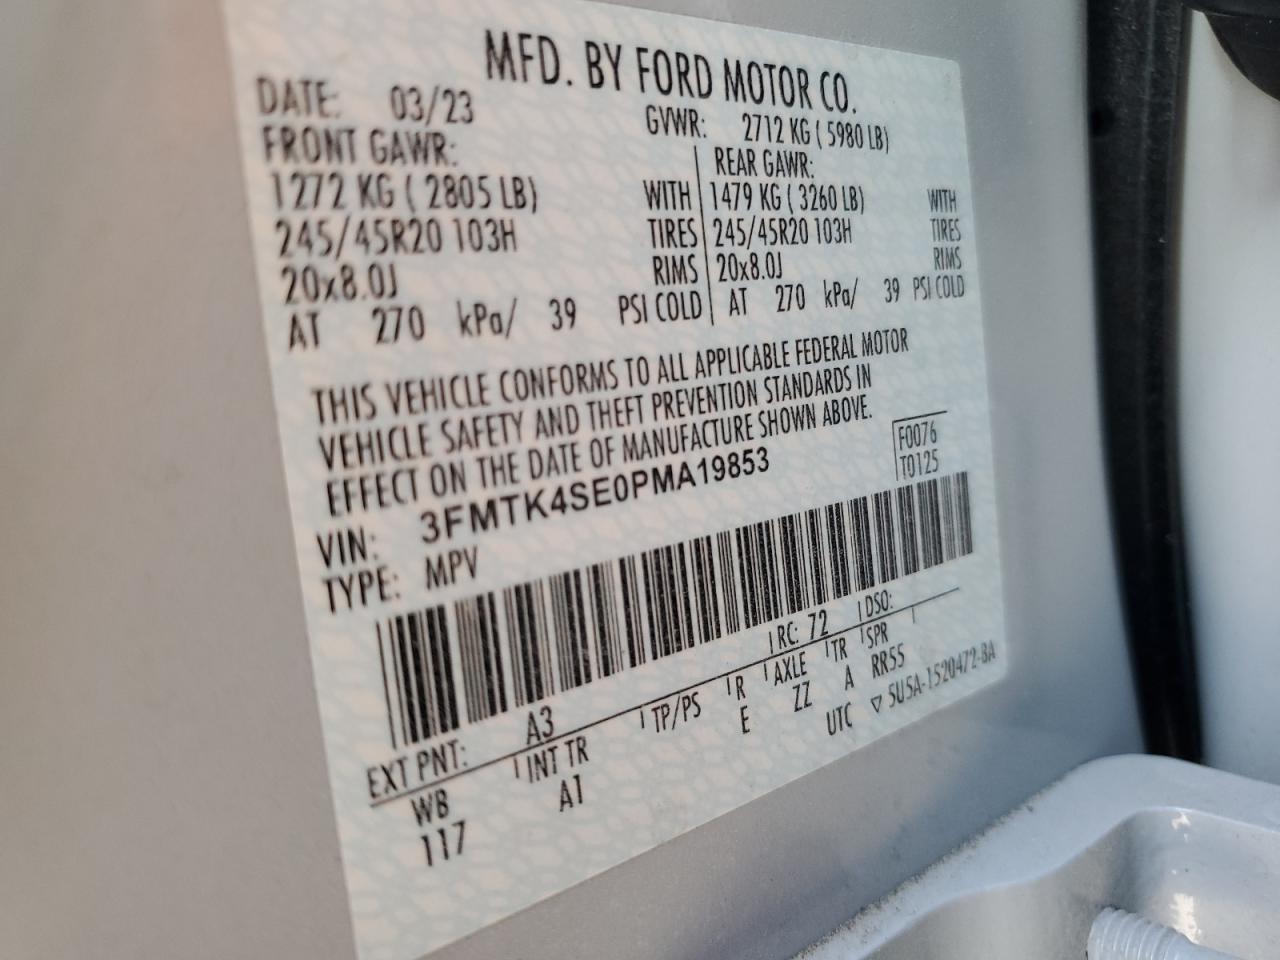 MFD. BY FORD MOTOR CO.
DATE: 03/23 GVWR: 2712 KG ( 5980 LB)
FRONT GAWR: REAR GAWR:
1272 KG ( 2805 LB) WITH 1479 KG ( 3260 LB) WITH
245/45R20 103H TIRES 245/45R20 103H TIRES
20x8.0J RIMS 20x8.0J RIMS
AT 270 kPa/ 39 PSI COLD AT 270 kPa/ 39 PSI COLD
THIS VEHICLE CONFORMS TO ALL APPLICABLE FEDERAL MOTOR
VEHICLE SAFETY AND THEFT PREVENTION STANDARDS IN
EFFECT ON THE DATE OF MANUFACTURE SHOWN ABOVE.
F0076
T0125
VIN: 3FMTK4SE0PMA19853
TYPE: MPV
EXT PNT: A3 RC: 72 DSO:
WB INT TR TP/PS R AXLE TR SPR
117 A1 E ZZ A RR55
UTC ▽ 5U5A-1520472-BA